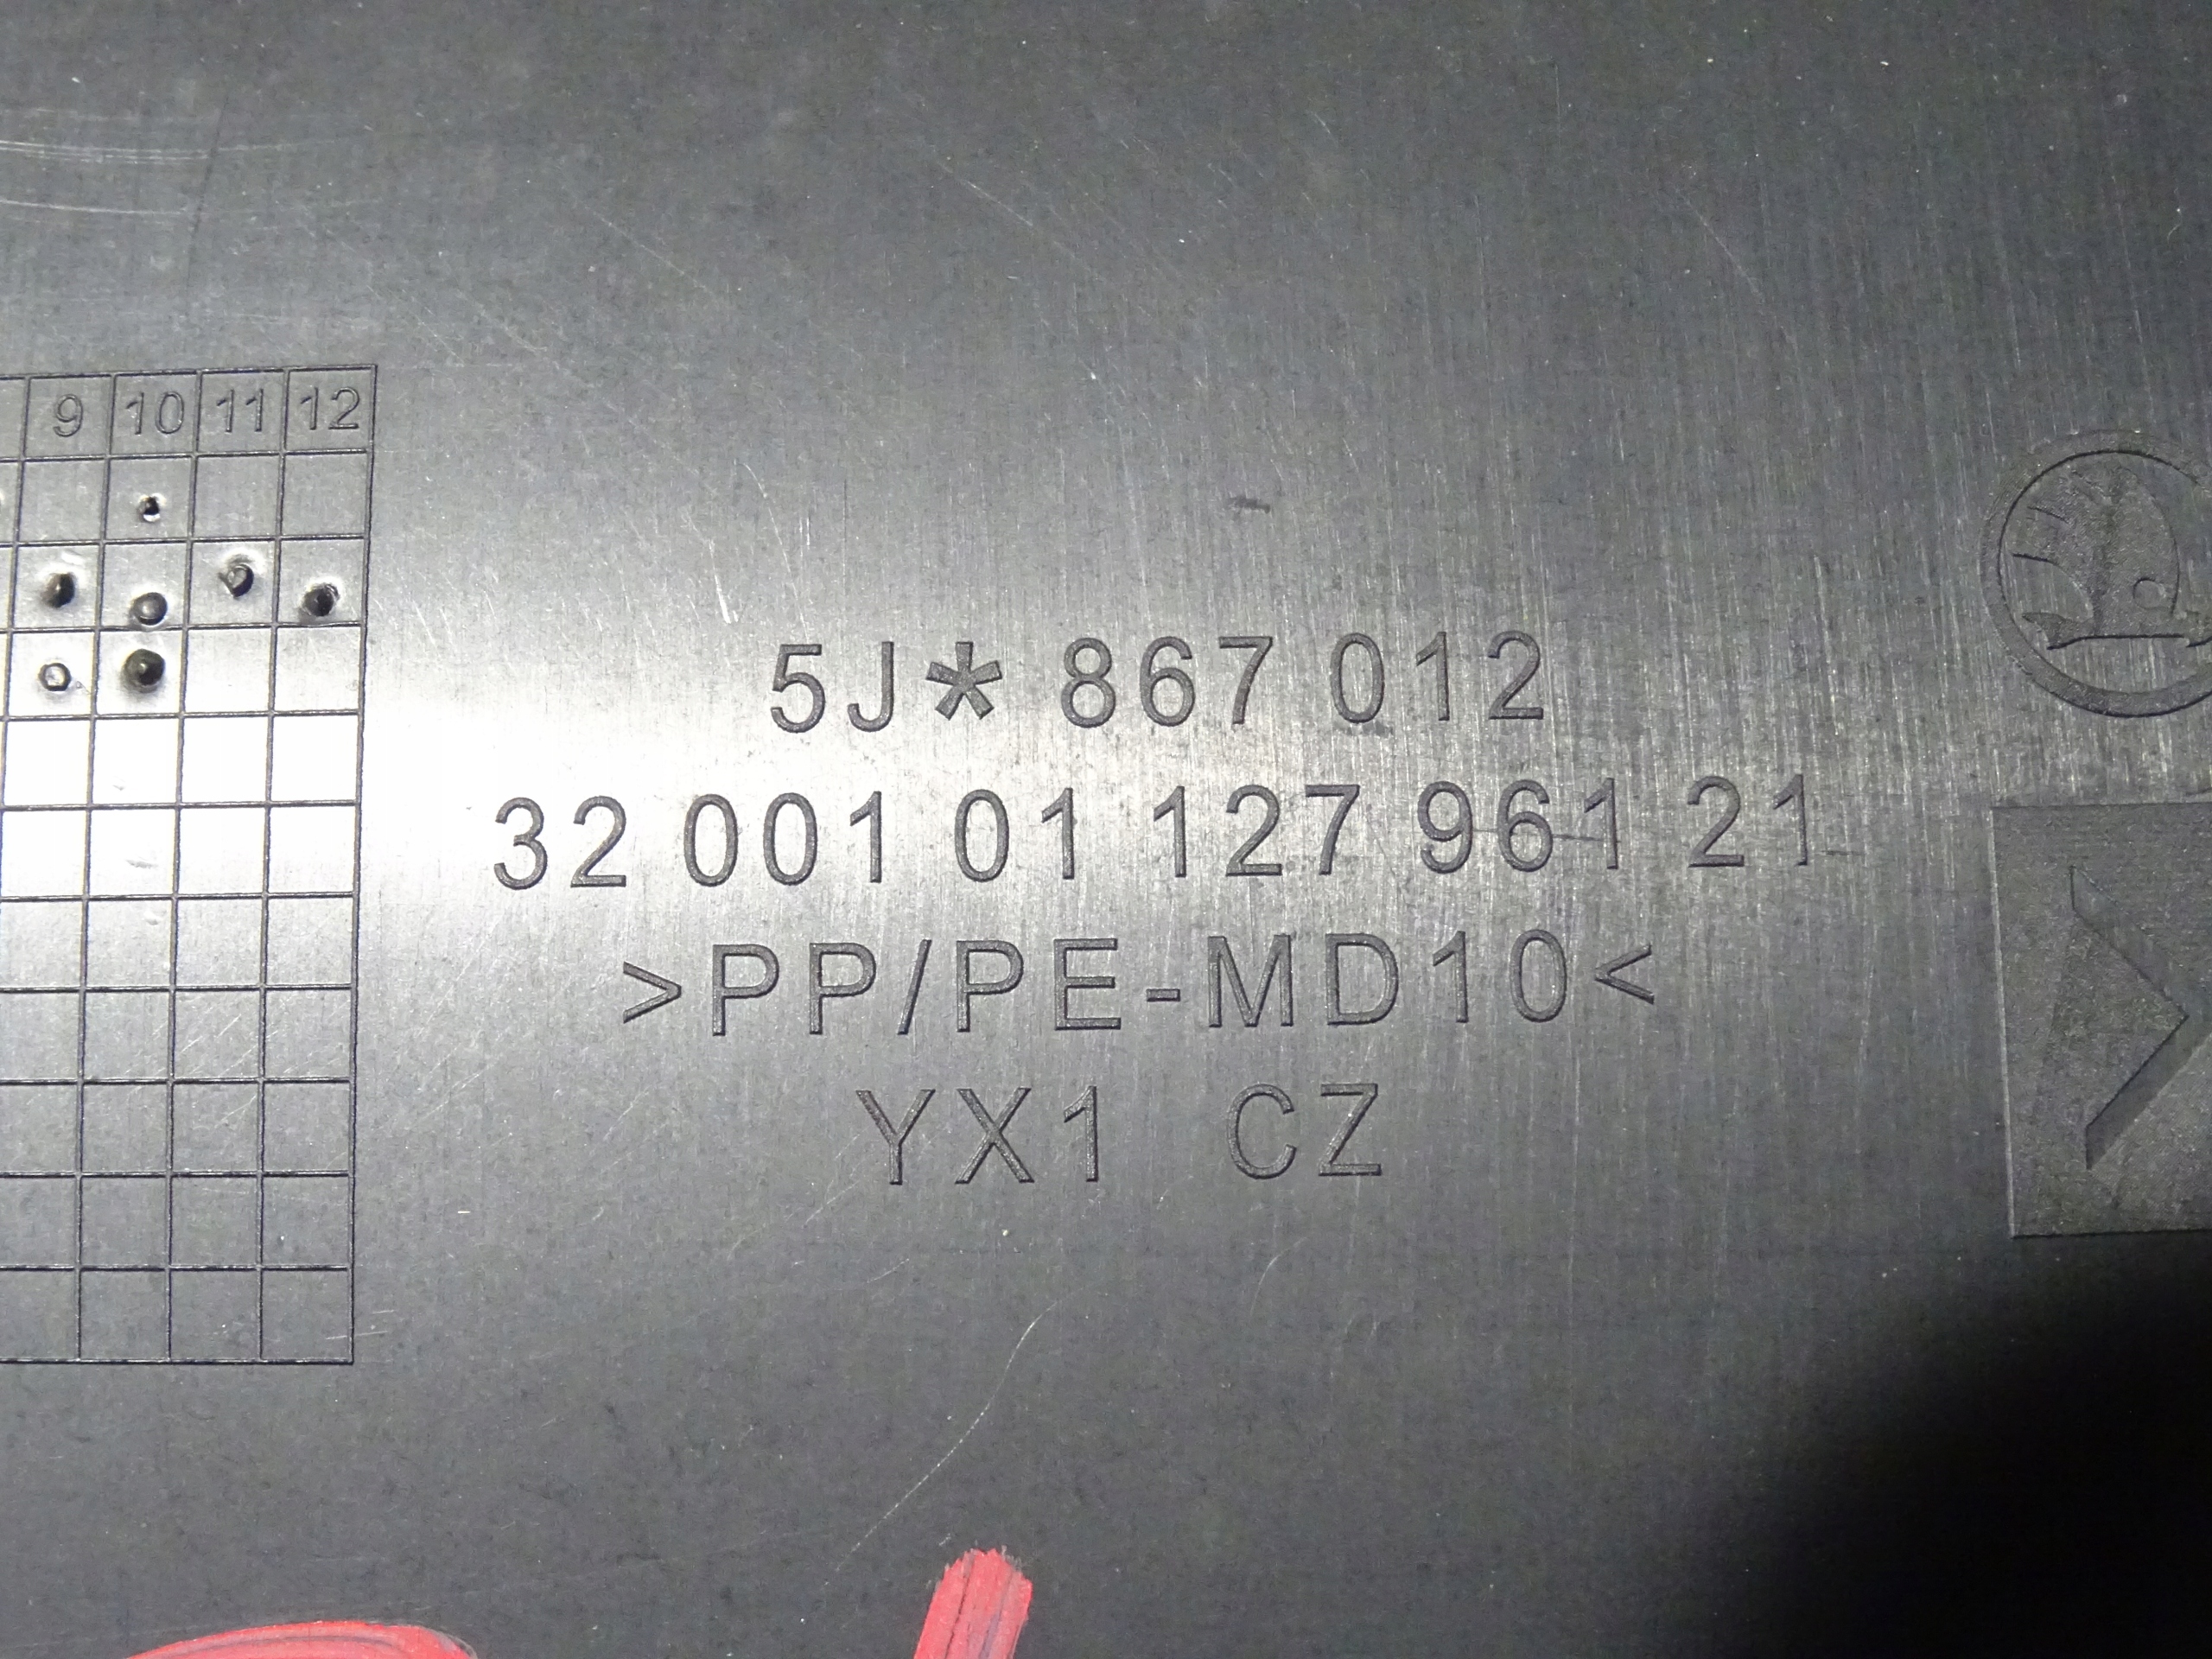 9 10 11 12
5J* 867 012
32 001 01 127 961 21
>PP/PE-MD10<
YX1 CZ